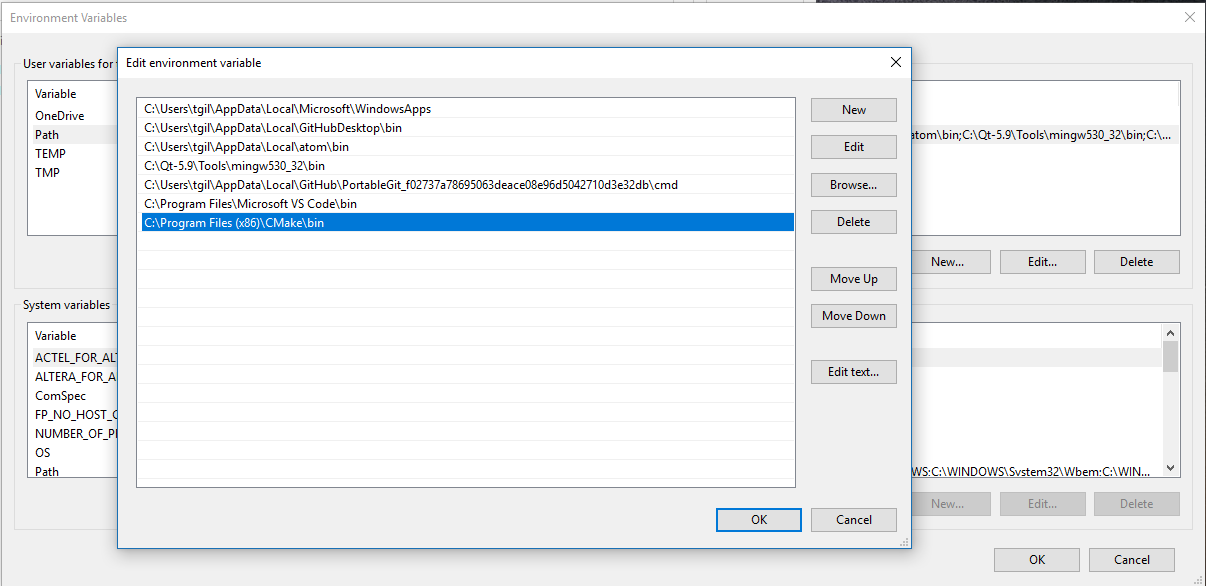 Environment Variables
Edit environment variable
User variables for
Variable
OneDrive
Path
TEMP
TMP
C:\Users\tgil\AppData\Local\Microsoft\WindowsApps
C:\Users\tgil\AppData\Local\GitHubDesktop\bin
C:\Users\tgil\AppData\Local\atom\bin
C:\Qt-5.9\Tools\mingw530_32\bin
C:\Users\tgil\AppData\Local\GitHub\PortableGit_f02737a78695063deace08e96d5042710d3e32db\cmd
C:\Program Files\Microsoft VS Code\bin
C:\Program Files (x86)\CMake\bin
New
Edit
Browse...
Delete
Move Up
Move Down
Edit text...
OK
Cancel
atom\bin;C:\Qt-5.9\Tools\mingw530_32\bin;C:\...
New...
Edit...
Delete
System variables
Variable
ACTEL_FOR_ALT
ALTERA_FOR_A
ComSpec
FP_NO_HOST_C
NUMBER_OF_P
OS
Path
WS;C:\WINDOWS\System32\Wbem;C:\WIN...
New...
Edit...
Delete
OK
Cancel